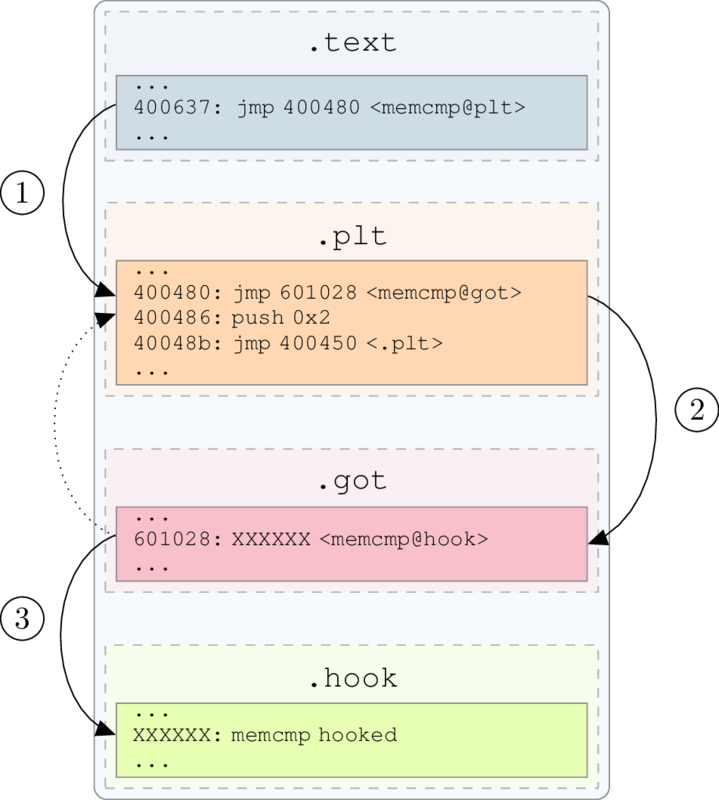 .text
...
400637: jmp 400480 <memcmp@plt>
...
1
.plt
...
400480: jmp 601028 <memcmp@got>
400486: push 0x2
40048b: jmp 400450 <.plt>
...
2
.got
...
601028: XXXXXX <memcmp@hook>
...
3
.hook
...
XXXXXX: memcmp hooked
...